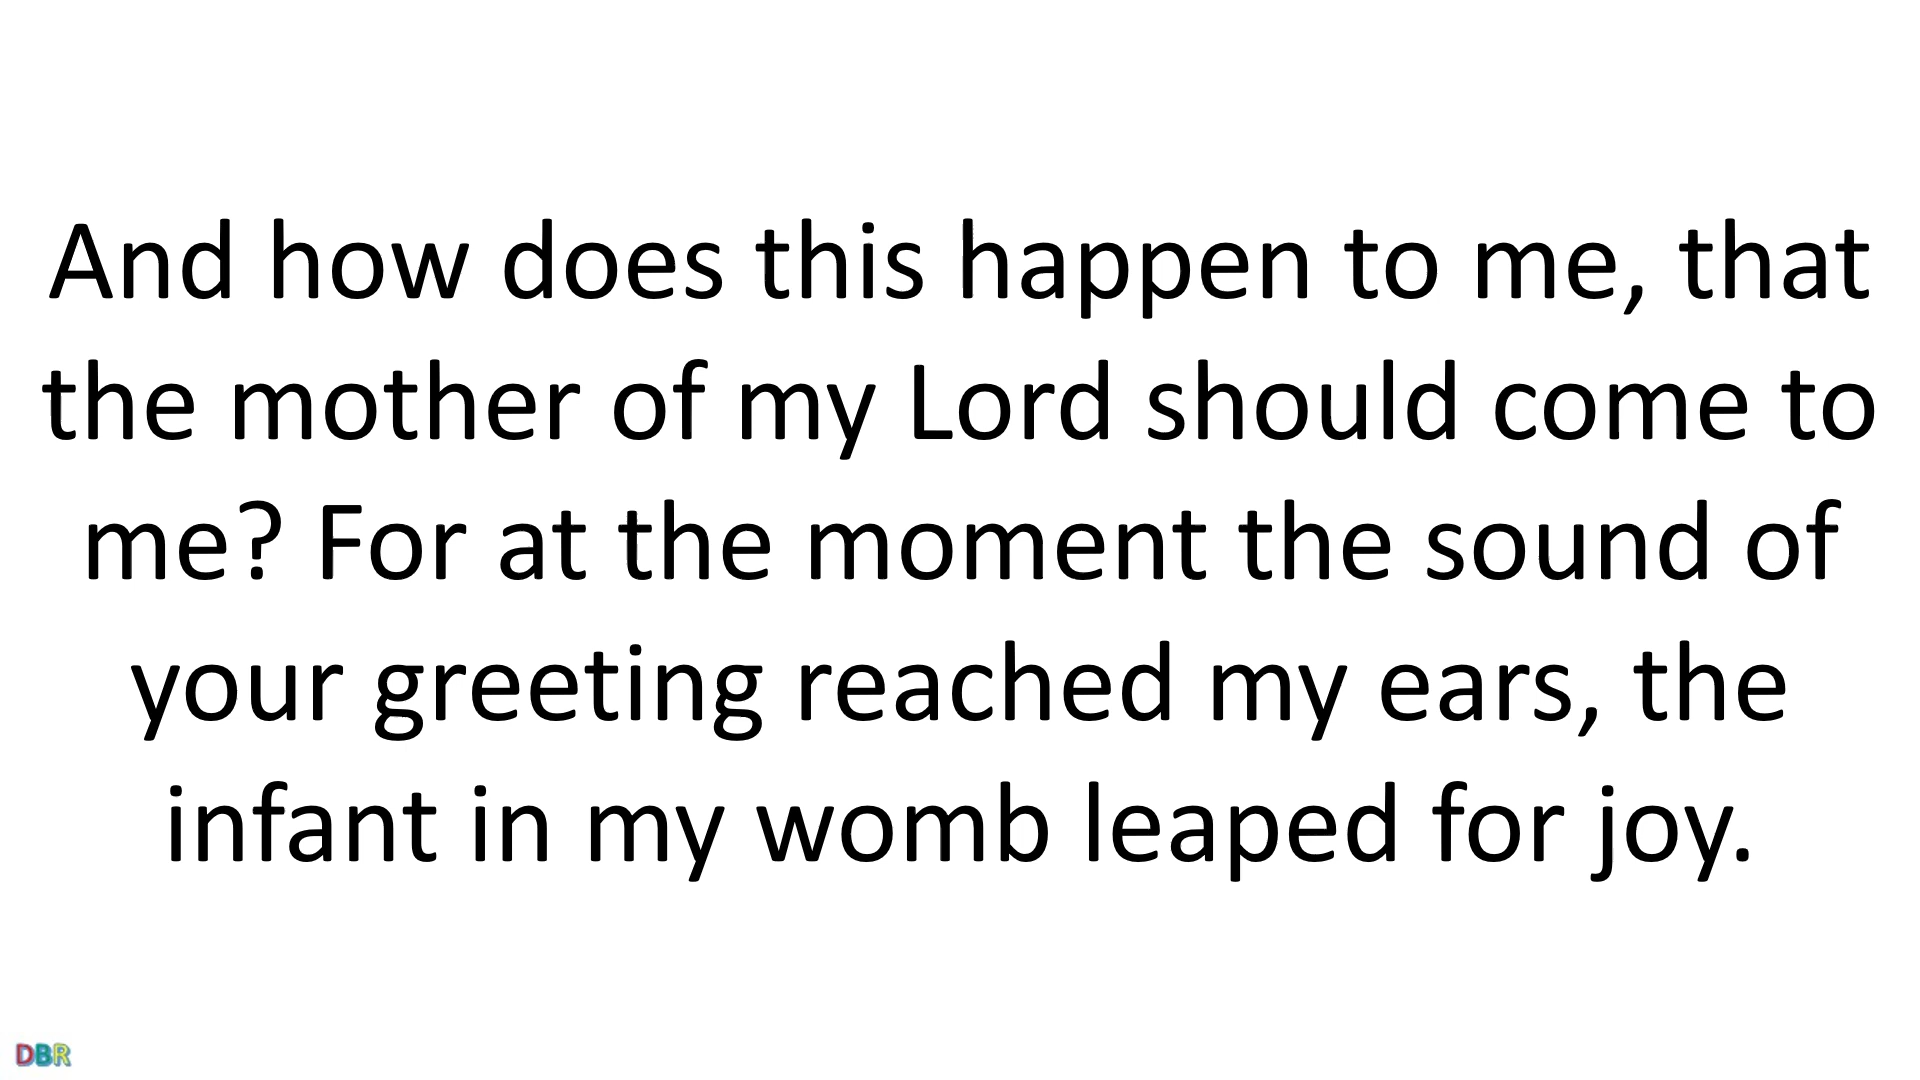 And how does this happen to me, that
the mother of my Lord should come to
me? For at the moment the sound of
your greeting reached my ears, the
infant in my womb leaped for joy.
DBR